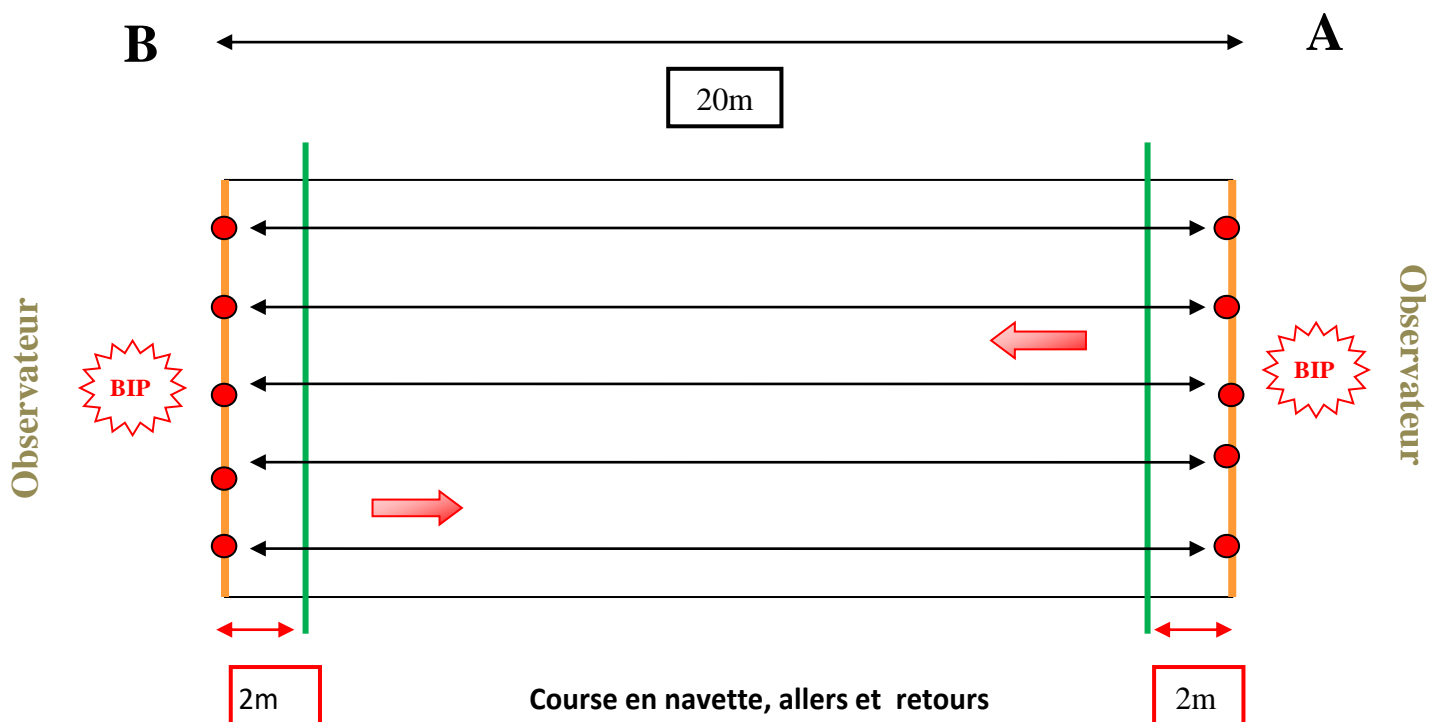 B
A
20m
Observateur
BIP
BIP
Observateur
2m
Course en navette, allers et retours
2m